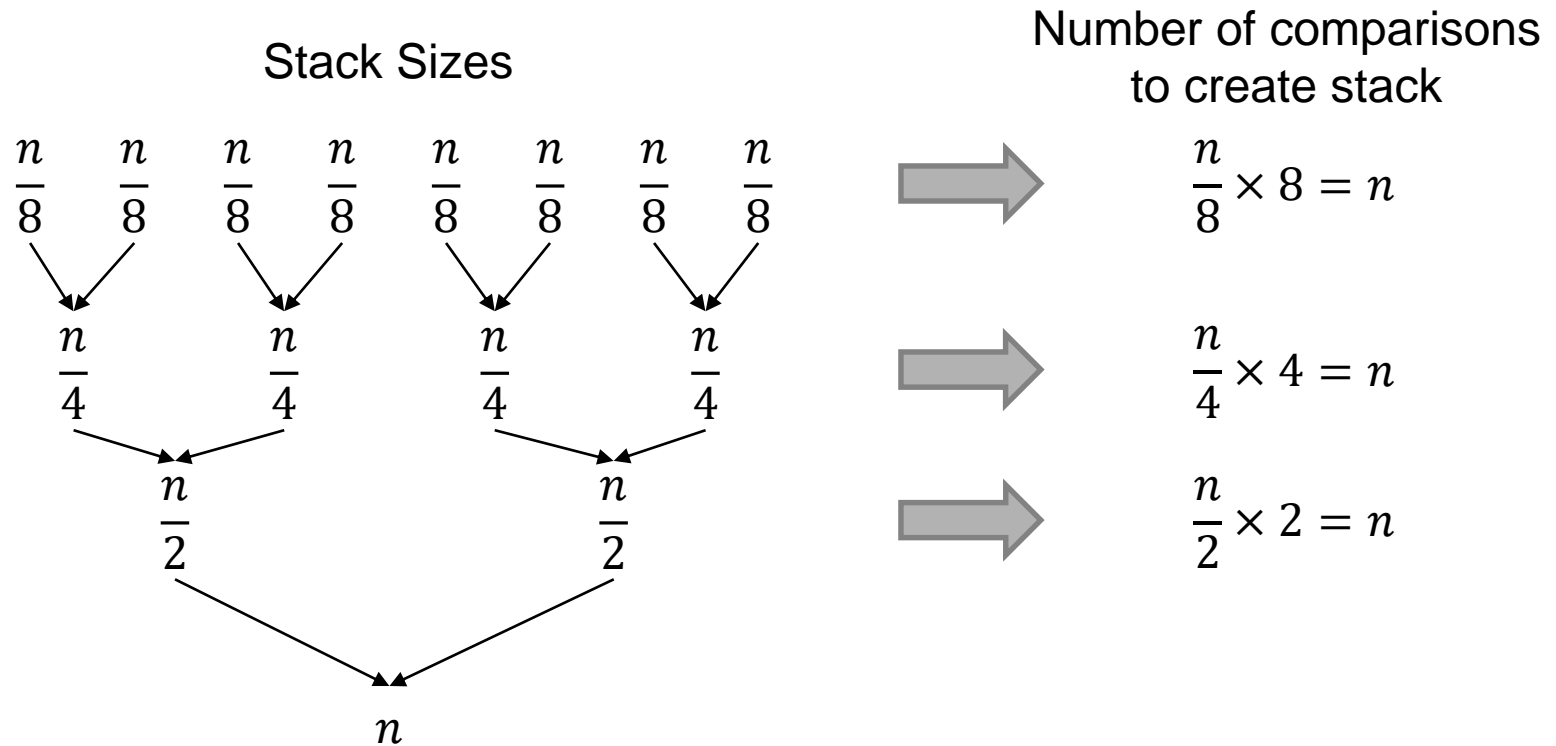 Stack Sizes
Number of comparisons
to create stack
n/8 n/8 n/8 n/8 n/8 n/8 n/8 n/8
n/8 × 8 = n
n/4 n/4 n/4 n/4
n/4 × 4 = n
n/2 n/2
n/2 × 2 = n
n